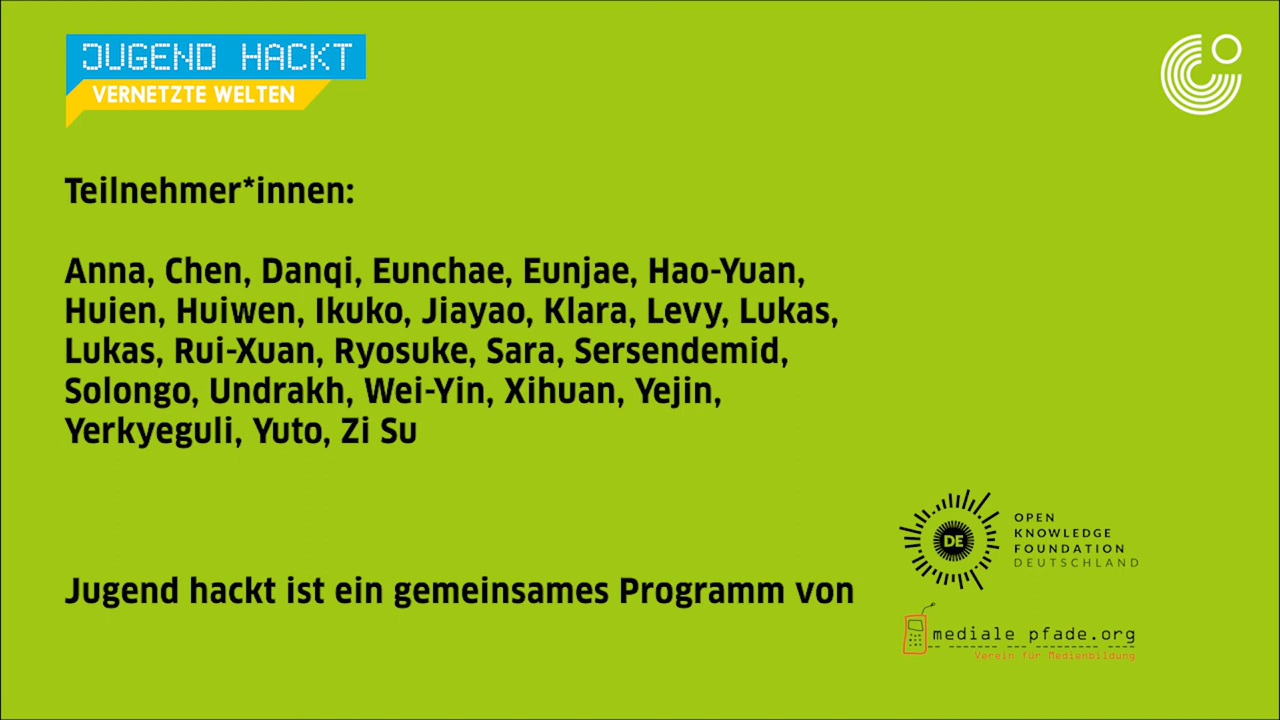 JUGEND HACKT
VERNETZTE WELTEN
Teilnehmer*innen:
Anna, Chen, Danqi, Eunchae, Eunjae, Hao-Yuan,
Huien, Huiwen, Ikuko, Jiayao, Klara, Levy, Lukas,
Lukas, Rui-Xuan, Ryosuke, Sara, Sersendemid,
Solongo, Undrakh, Wei-Yin, Xihuan, Yejin,
Yerkyeguli, Yuto, Zi Su
Jugend hackt ist ein gemeinsames Programm von
DE
OPEN
KNOWLEDGE
FOUNDATION
DEUTSCHLAND
mediale pfade.org
Verein für Medienbildung